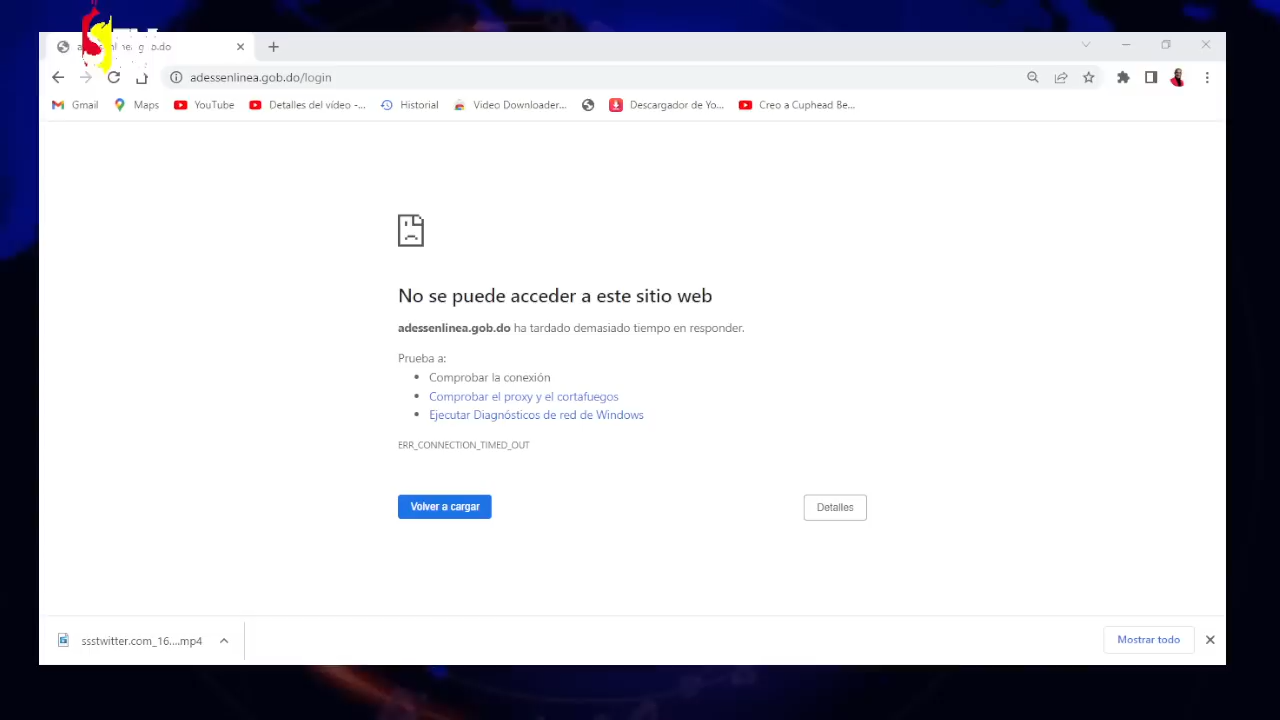 adessenlinea.gob.do/login
Gmail
Maps
YouTube
Detalles del vídeo -...
Historial
Video Downloader...
Descargador de Yo...
Creo a Cuphead Be...
No se puede acceder a este sitio web
adessenlinea.gob.do ha tardado demasiado tiempo en responder.
Prueba a:
Comprobar la conexión
Comprobar el proxy y el cortafuegos
Ejecutar Diagnósticos de red de Windows
ERR_CONNECTION_TIMED_OUT
Volver a cargar
Detalles
ssstwitter.com_16....mp4
Mostrar todo